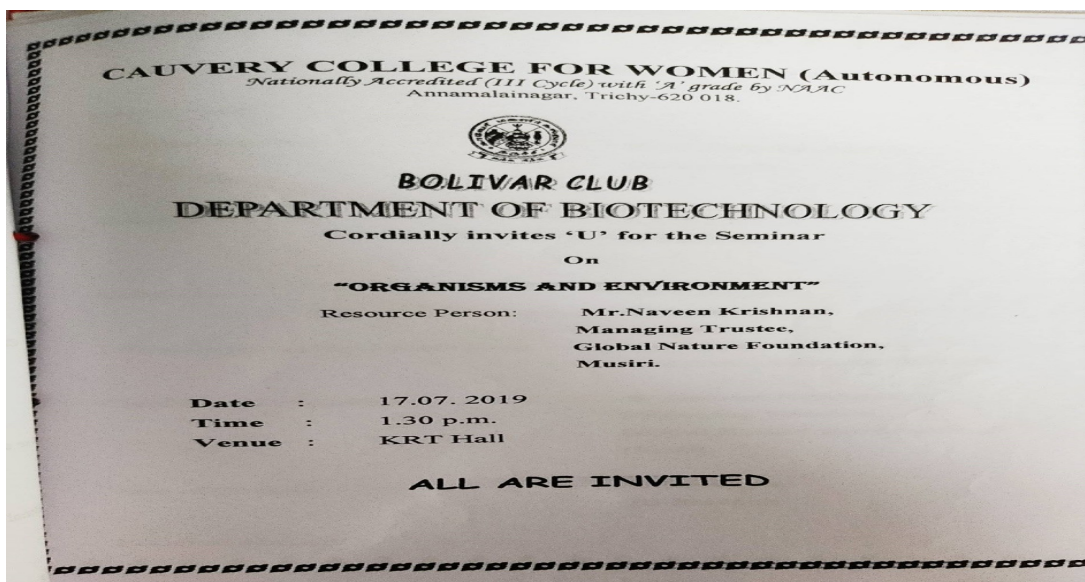 CAUVERY COLLEGE FOR WOMEN (Autonomous)
Nationally Accredited (III Cycle) with 'A' grade by NAAC
Annamalainagar, Trichy-620 018.
BOLIVAR CLUB
DEPARTMENT OF BIOTECHNOLOGY
Cordially invites 'U' for the Seminar
On
"ORGANISMS AND ENVIRONMENT"
Resource Person: Mr.Naveen Krishnan,
Managing Trustee,
Global Nature Foundation,
Musiri.
Date : 17.07. 2019
Time : 1.30 p.m.
Venue : KRT Hall
ALL ARE INVITED